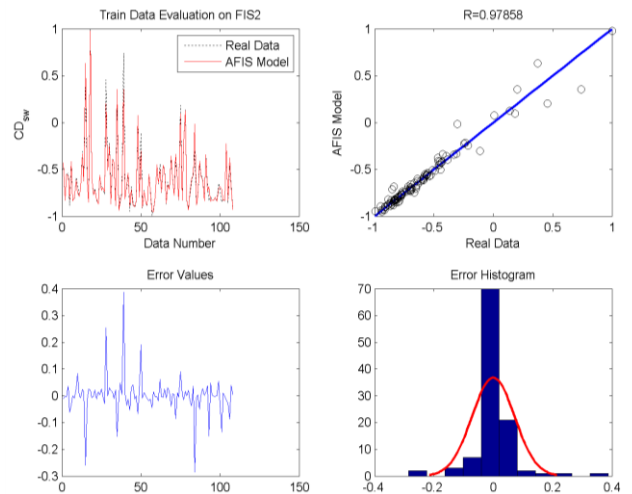 Train Data Evaluation on FIS2
1
0.5
0
-0.5
-1
CDsw
Real Data
AFIS Model
0 50 100 150
Data Number
R=0.97858
1
0.5
0
-0.5
-1
AFIS Model
-1 -0.5 0 0.5 1
Real Data
Error Values
0.4
0.3
0.2
0.1
0
-0.1
-0.2
-0.3
0 50 100 150
Error Histogram
70
60
50
40
30
20
10
0
-0.4 -0.2 0 0.2 0.4